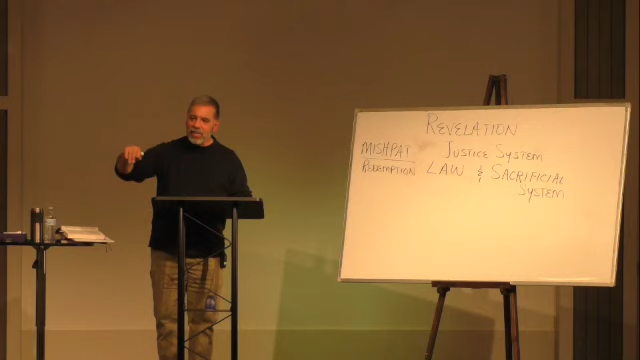 REVELATION
MISHPAT JUSTICE SYSTEM
REDEMPTION LAW & SACRIFICIAL
SYSTEM